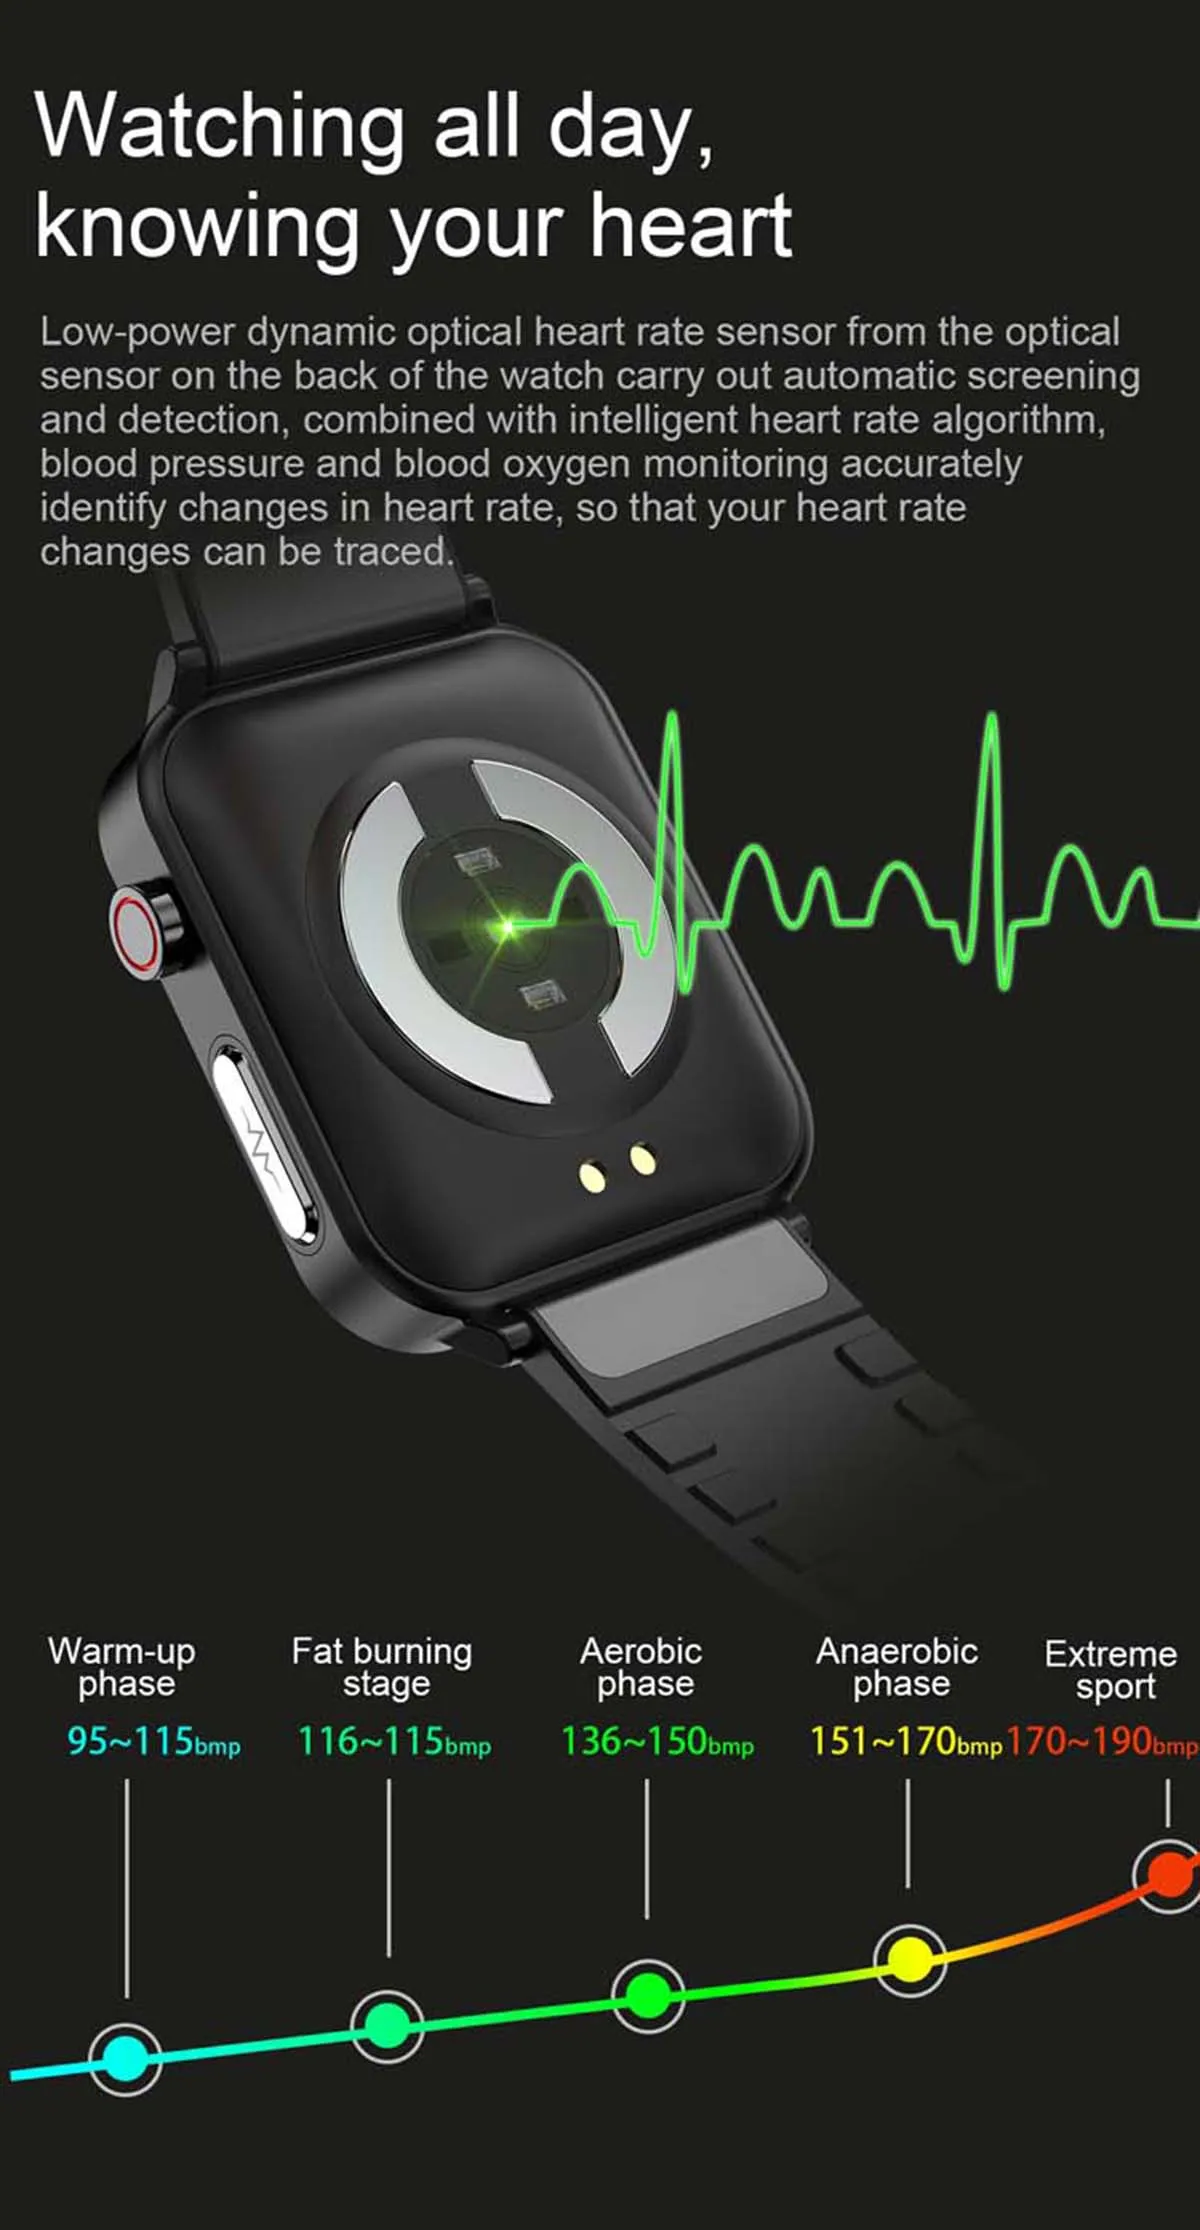 Watching all day,
knowing your heart
Low-power dynamic optical heart rate sensor from the optical
sensor on the back of the watch carry out automatic screening
and detection, combined with intelligent heart rate algorithm,
blood pressure and blood oxygen monitoring accurately
identify changes in heart rate, so that your heart rate
changes can be traced.
Warm-up
phase
95~115bmp
Fat burning
stage
116~115bmp
Aerobic
phase
136~150bmp
Anaerobic
phase
151~170bmp
Extreme
sport
170~190bmp